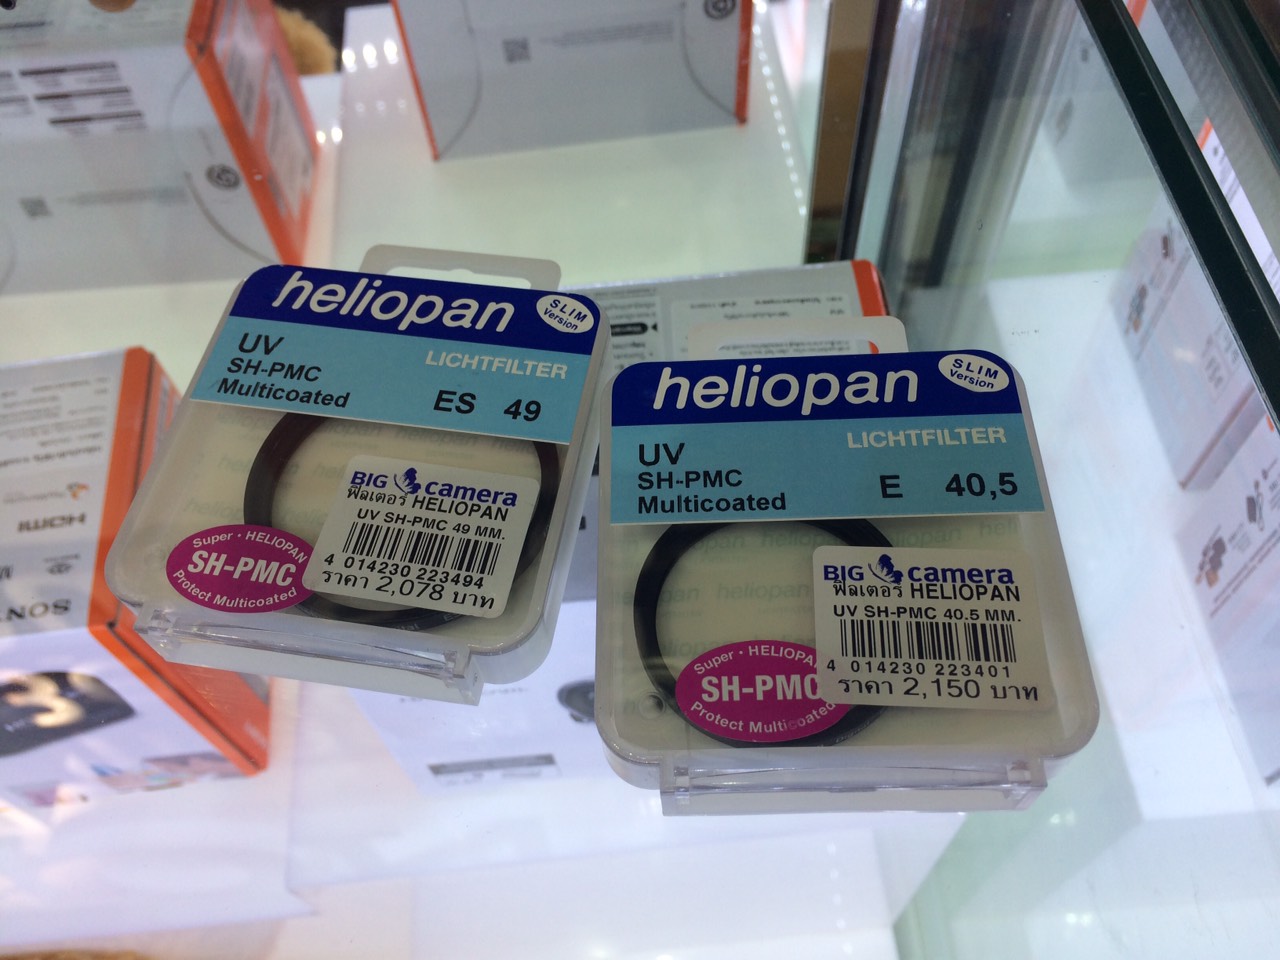 heliopan
SLIM
Version
UV
SH-PMC
Multicoated
LICHTFILTER
ES 49
BIG camera
ฟิลเตอร์ HELIOPAN
UV SH-PMC 49 MM.
4 014230 223494
ราคา 2,078 บาท
Super · HELIOPAN
SH-PMC
Protect Multicoated
heliopan
SLIM
Version
UV
SH-PMC
Multicoated
LICHTFILTER
E 40,5
BIG camera
ฟิลเตอร์ HELIOPAN
UV SH-PMC 40.5 MM.
4 014230 223401
ราคา 2,150 บาท
Super · HELIOPA
SH-PMC
Protect Multicoated
HDMI
SONY
3